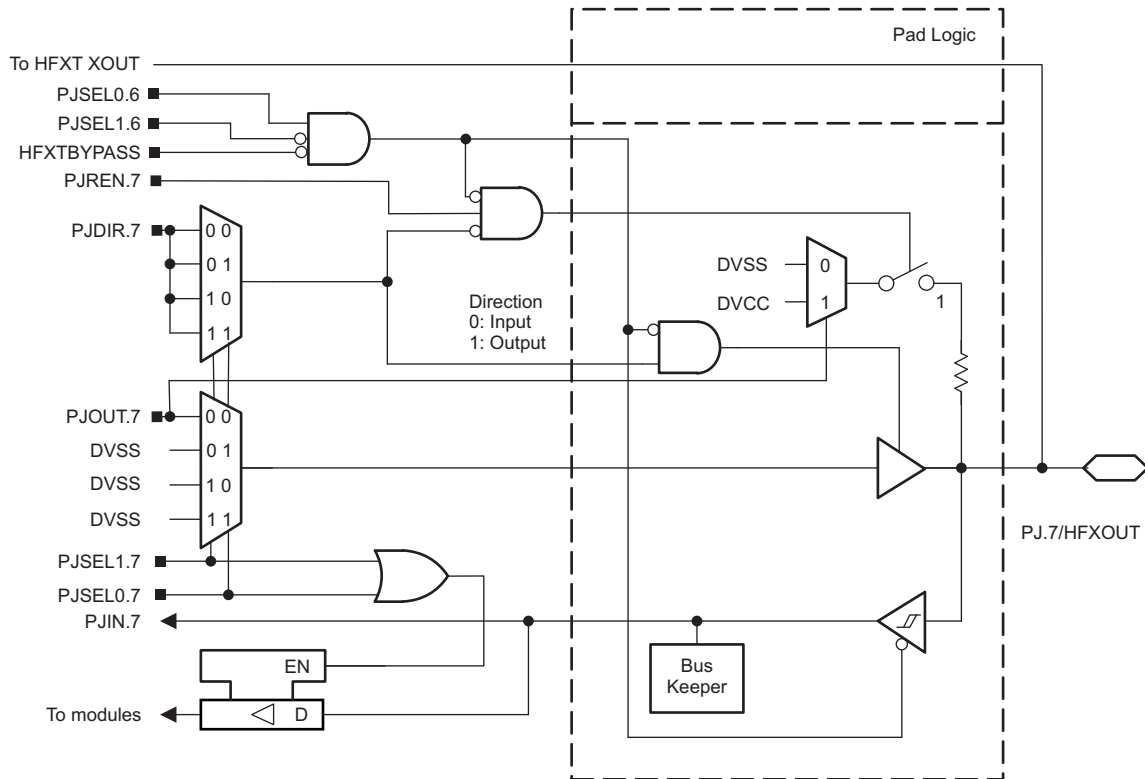 Pad Logic
To HFXT XOUT
PJSEL0.6
PJSEL1.6
HFXTBYPASS
PJREN.7
PJDIR.7
0 0
0 1
1 0
1 1
Direction
0: Input
1: Output
DVSS
0
DVCC
1
1
PJOUT.7
0 0
DVSS
0 1
DVSS
1 0
DVSS
1 1
PJ.7/HFXOUT
PJSEL1.7
PJSEL0.7
PJIN.7
EN
Bus
Keeper
To modules
D